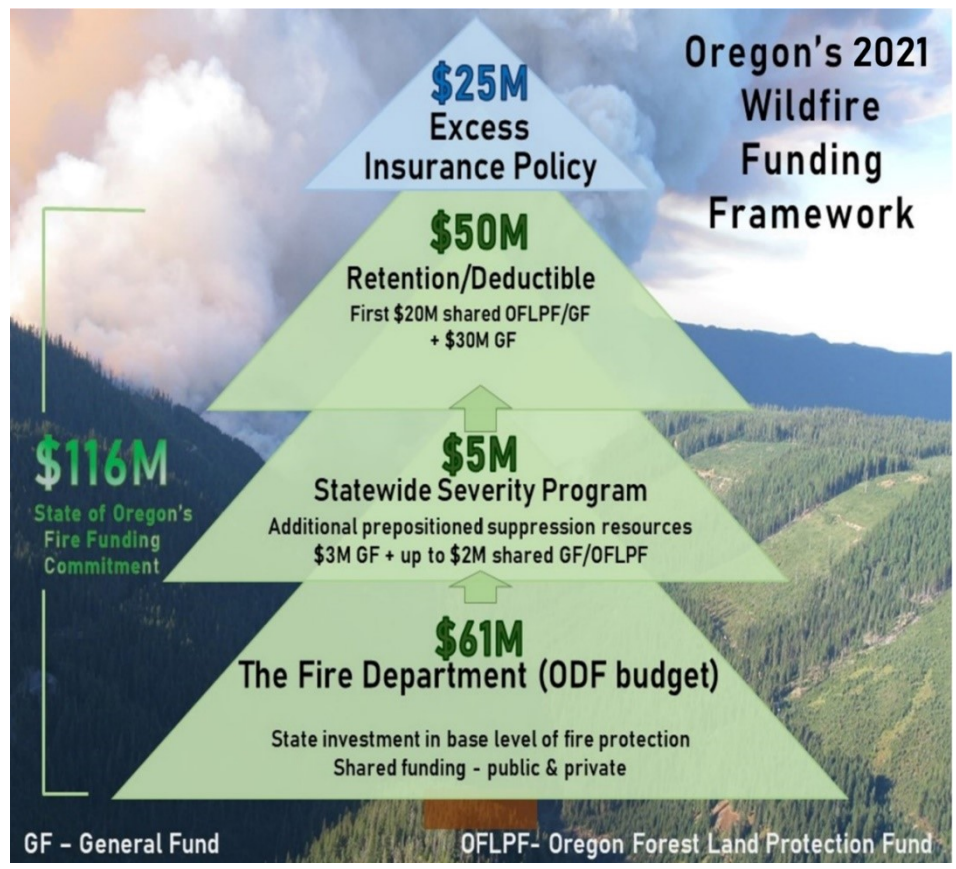 Oregon's 2021
Wildfire
Funding
Framework
$25M
Excess
Insurance Policy
$50M
Retention/Deductible
First $20M shared OFLPF/GF
+ $30M GF
$116M
State of Oregon's
Fire Funding
Commitment
$5M
Statewide Severity Program
Additional prepositioned suppression resources
$3M GF + up to $2M shared GF/OFLPF
$61M
The Fire Department (ODF budget)
State investment in base level of fire protection
Shared funding - public & private
GF – General Fund
OFLPF- Oregon Forest Land Protection Fund